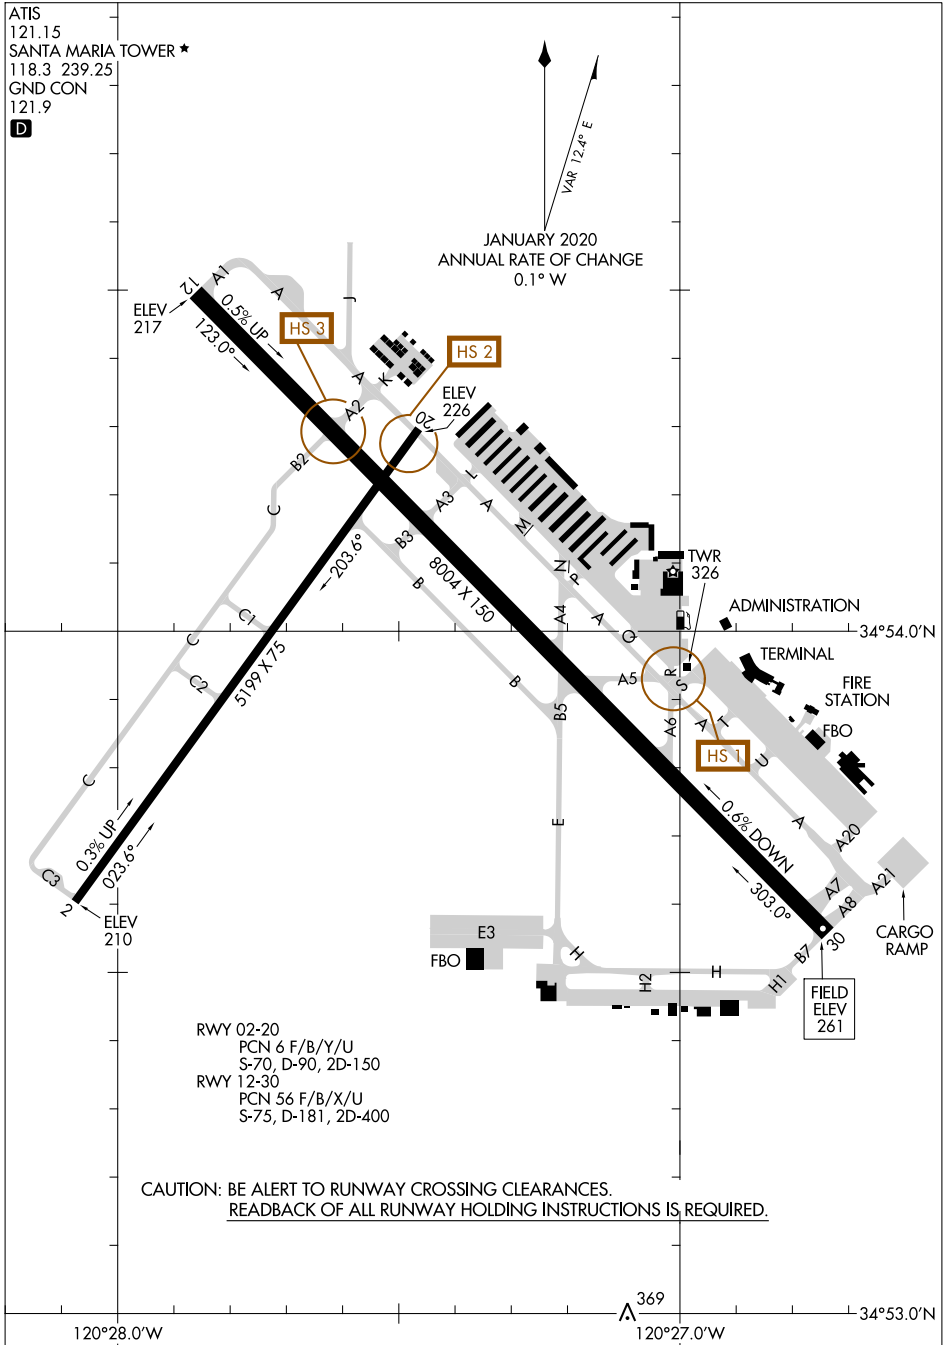 ATIS
121.15
SANTA MARIA TOWER ★
118.3 239.25
GND CON
121.9
D
VAR 12.4° E
JANUARY 2020
ANNUAL RATE OF CHANGE
0.1° W
A1
A
J
12
ELEV
217
0.5% UP
123.0°
HS 3
HS 2
A
K
A2
ELEV
226
20
B2
L
A3
A
M
C
B3
203.6°
8004 X 150
B
N
P
TWR
326
A4
A
Q
ADMINISTRATION
34°54.0'N
C1
C
5199 X 75
TERMINAL
C2
B
A5
R
S
FIRE
STATION
B5
A6
A
T
FBO
HS 1
U
C
E
0.6% DOWN
A
A20
0.3% UP
023.6°
C3
2
ELEV
210
303.0°
A7
A8
A21
CARGO
RAMP
E3
FBO
30
B7
H
H
H2
H1
FIELD
ELEV
261
RWY 02-20
PCN 6 F/B/Y/U
S-70, D-90, 2D-150
RWY 12-30
PCN 56 F/B/X/U
S-75, D-181, 2D-400
CAUTION: BE ALERT TO RUNWAY CROSSING CLEARANCES.
READBACK OF ALL RUNWAY HOLDING INSTRUCTIONS IS REQUIRED.
369
34°53.0'N
120°28.0'W
120°27.0'W